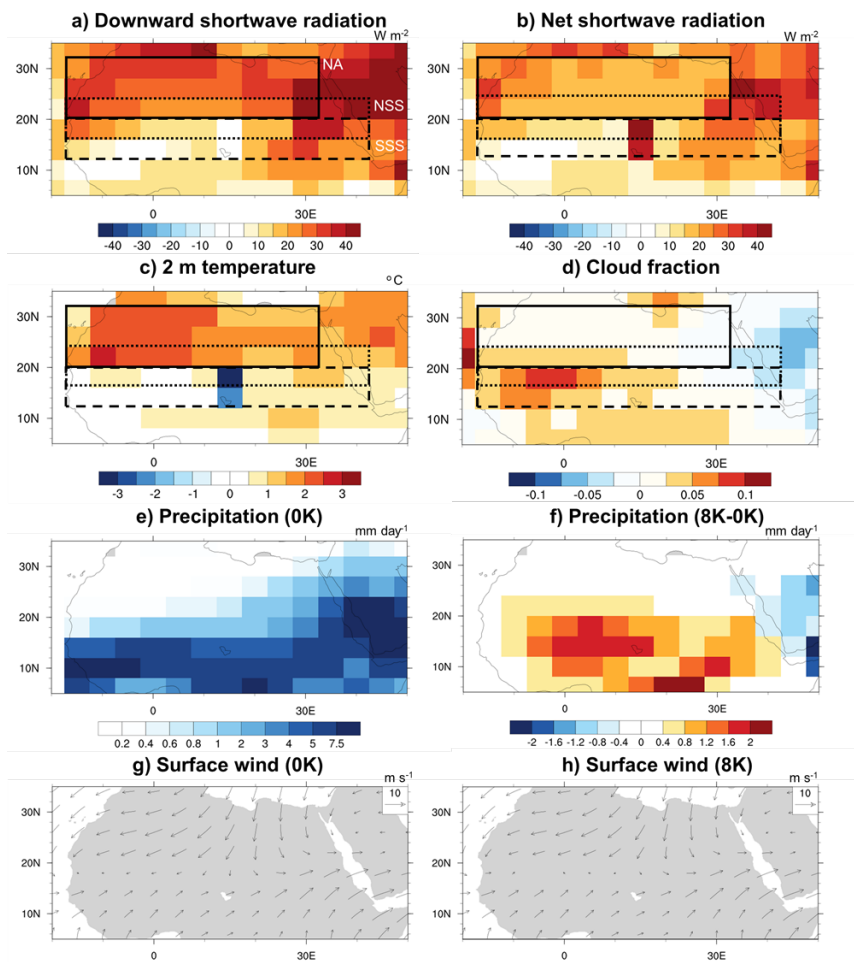 a) Downward shortwave radiation
b) Net shortwave radiation
W m-2
W m-2
30N
20N
10N
NA
NSS
SSS
30N
20N
10N
0
30E
0
30E
-40 -30 -20 -10 0 10 20 30 40
-40 -30 -20 -10 0 10 20 30 40
c) 2 m temperature
d) Cloud fraction
°C
30N
20N
10N
30N
20N
10N
0
30E
0
30E
-3 -2 -1 0 1 2 3
-0.1 -0.05 0 0.05 0.1
e) Precipitation (0K)
f) Precipitation (8K-0K)
mm day-1
mm day-1
30N
20N
10N
30N
20N
10N
0
30E
0
30E
0.2 0.4 0.6 0.8 1 2 3 4 5 7.5
-2 -1.6 -1.2 -0.8 -0.4 0 0.4 0.8 1.2 1.6 2
g) Surface wind (0K)
h) Surface wind (8K)
m s-1
m s-1
10
10
30N
20N
10N
30N
20N
10N
0
30E
0
30E